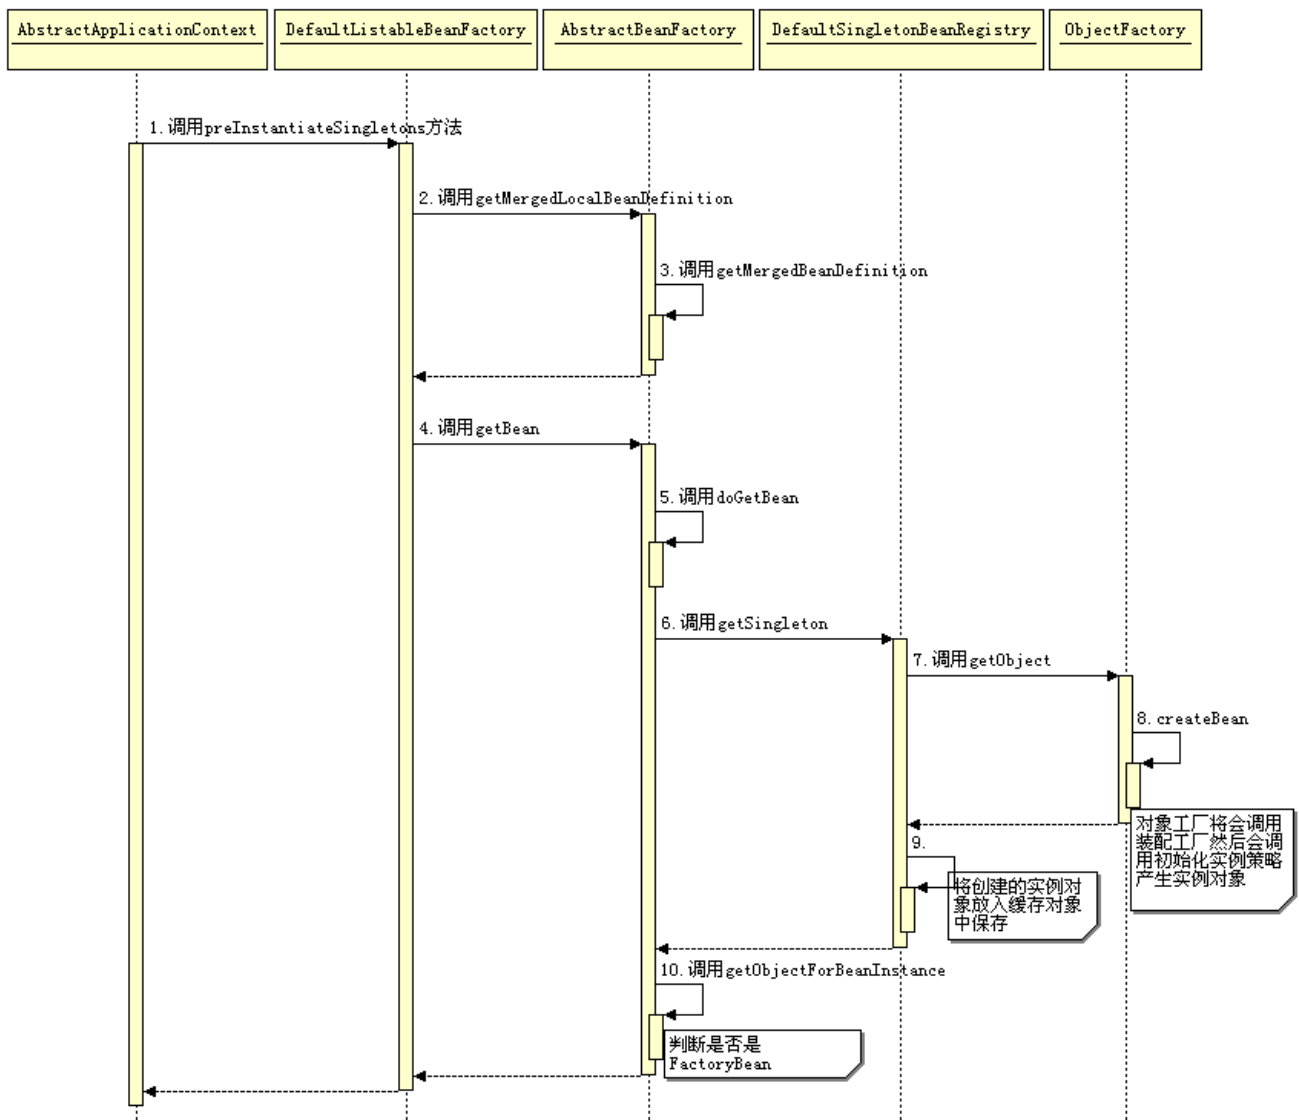 AbstractApplicationContext
DefaultListableBeanFactory
AbstractBeanFactory
DefaultSingletonBeanRegistry
ObjectFactory
1.调用preInstantiateSingletons方法
2.调用getMergedLocalBeanDefinition
3.调用getMergedBeanDefinition
4.调用getBean
5.调用doGetBean
6.调用getSingleton
7.调用getObject
8.createBean
对象工厂将会调用
装配工厂然后会调
用初始化实例策略
产生实例对象
9.
将创建的实例对
象放入缓存对象
中保存
10.调用getObjectForBeanInstance
判断是否是
FactoryBean